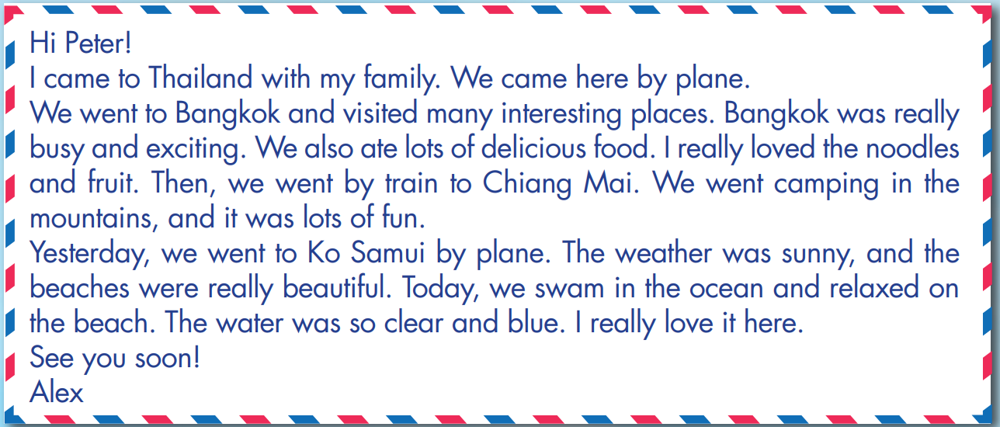 Hi Peter!
I came to Thailand with my family. We came here by plane.
We went to Bangkok and visited many interesting places. Bangkok was really
busy and exciting. We also ate lots of delicious food. I really loved the noodles
and fruit. Then, we went by train to Chiang Mai. We went camping in the
mountains, and it was lots of fun.
Yesterday, we went to Ko Samui by plane. The weather was sunny, and the
beaches were really beautiful. Today, we swam in the ocean and relaxed on
the beach. The water was so clear and blue. I really love it here.
See you soon!
Alex